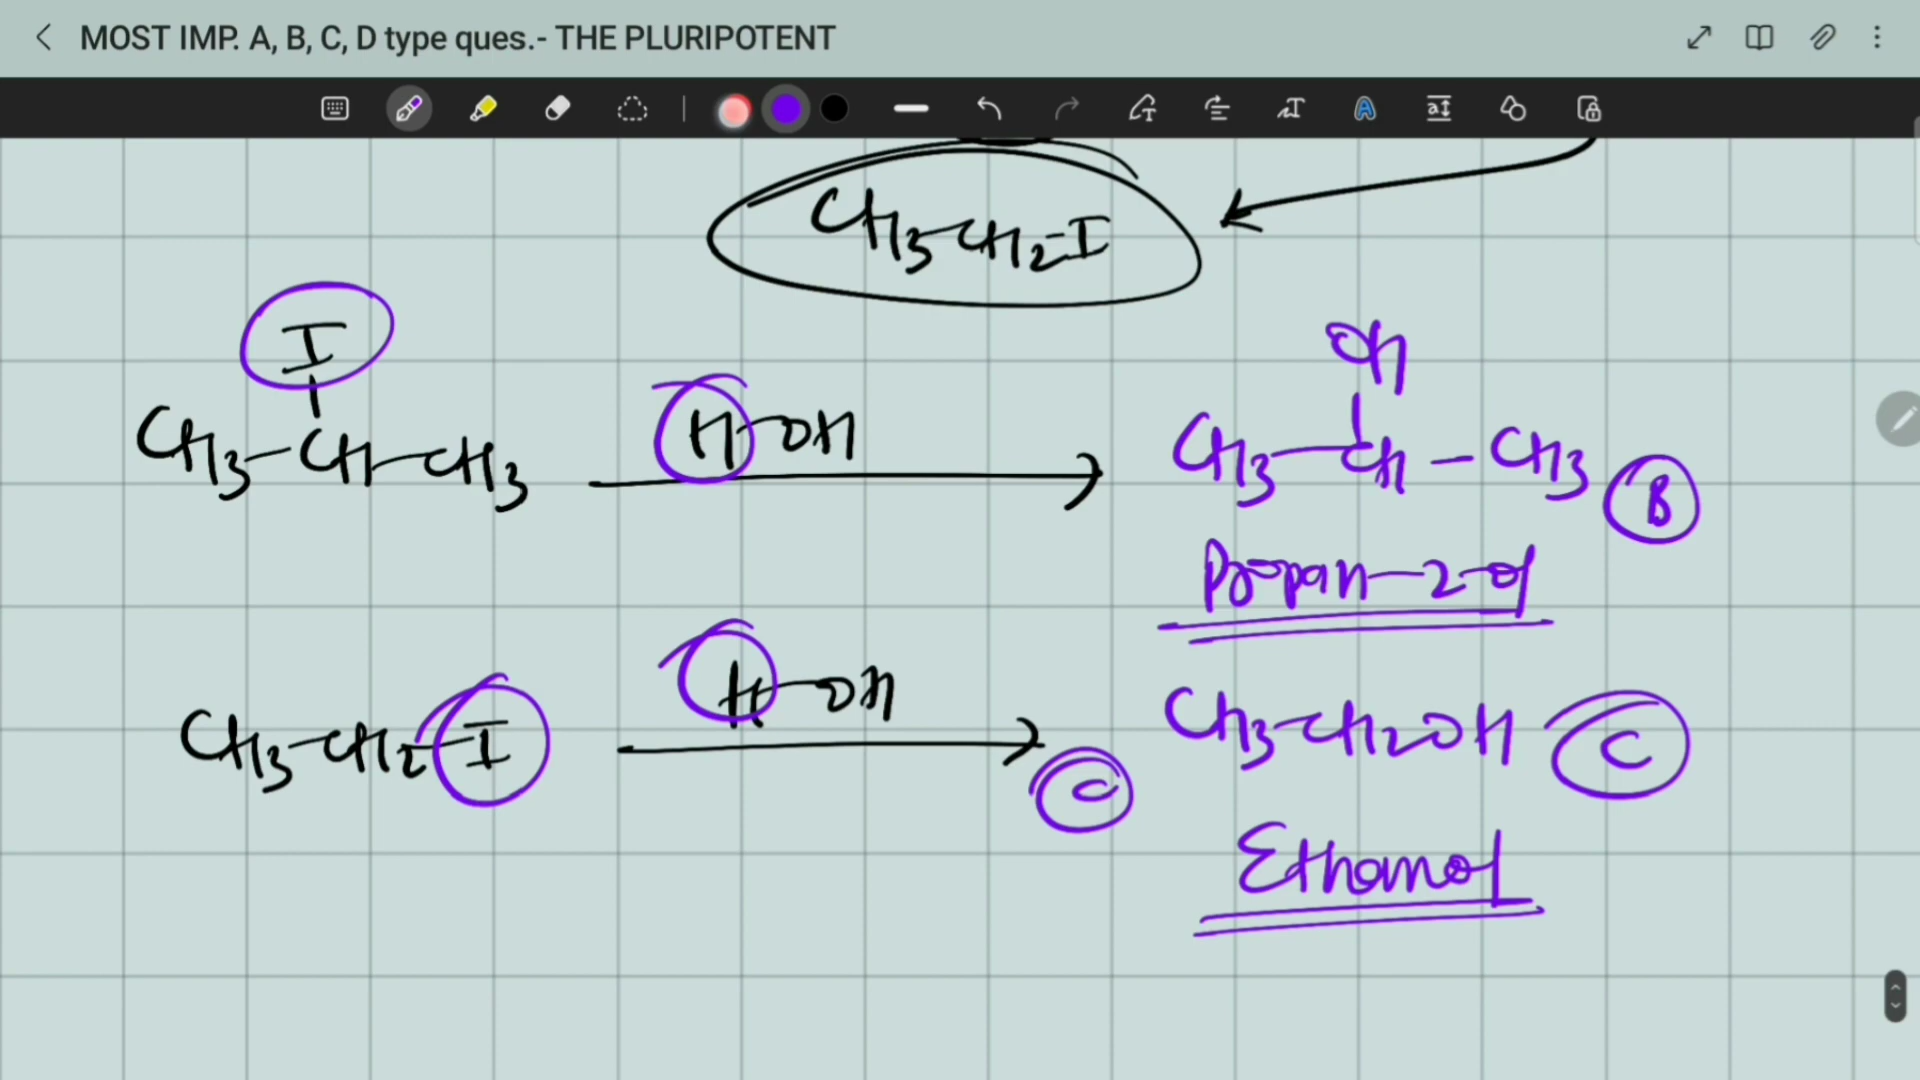 MOST IMP. A, B, C, D type ques.- THE PLURIPOTENT
CH3-CH2-I
I
OH
CH3-CH-CH3
H-OH
CH3-CH-CH3
B
Propan-2-ol
CH3-CH2-I
H-OH
CH3-CH2OH
C
C
Ethanol